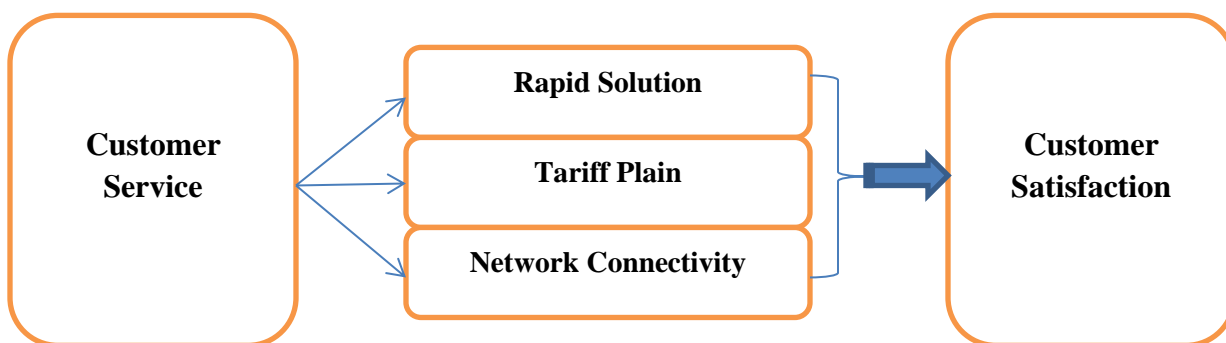 Customer
Service
Rapid Solution
Tariff Plain
Network Connectivity
Customer
Satisfaction